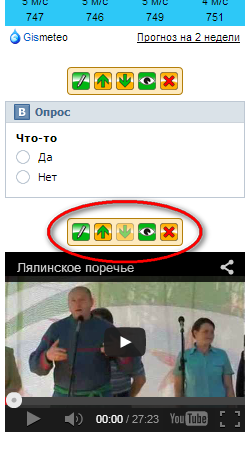 5 м/с 5 м/с 5 м/с 4 м/с
747 746 749 751
Gismeteo Прогноз на 2 недели
В Опрос
Что-то
Да
Нет
Лялинское поречье
00:00 / 27:23 YouTube